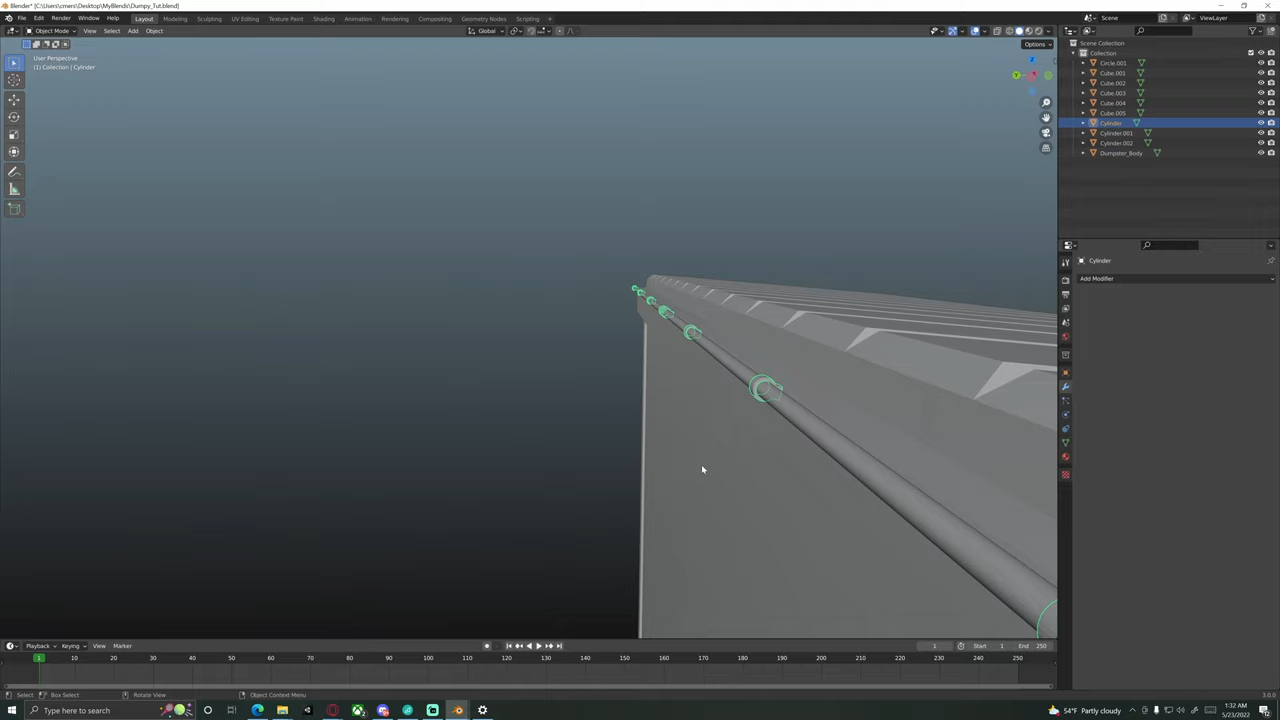 Blender* [C:\Users\cmers\Desktop\MyBlends\Dumpy_Tut.blend]
File Edit Render Window Help Layout Modeling Sculpting UV Editing Texture Paint Shading Animation Rendering Compositing Geometry Nodes Scripting + Scene ViewLayer
Object Mode View Select Add Object Global
Options
User Perspective
(1) Collection | Cylinder
Scene Collection
Collection
Circle.001
Cube.001
Cube.002
Cube.003
Cube.004
Cube.005
Cylinder
Cylinder.001
Cylinder.002
Dumpster_Body
Cylinder
Add Modifier
Playback Keying View Marker 1 Start 1 End 250
1 10 20 30 40 50 60 70 80 90 100 110 120 130 140 150 160 170 180 190 200 210 220 230 240 250
Select Box Select Rotate View Object Context Menu 3.0.0
Type here to search 54°F Partly cloudy 1:32 AM
5/23/2022